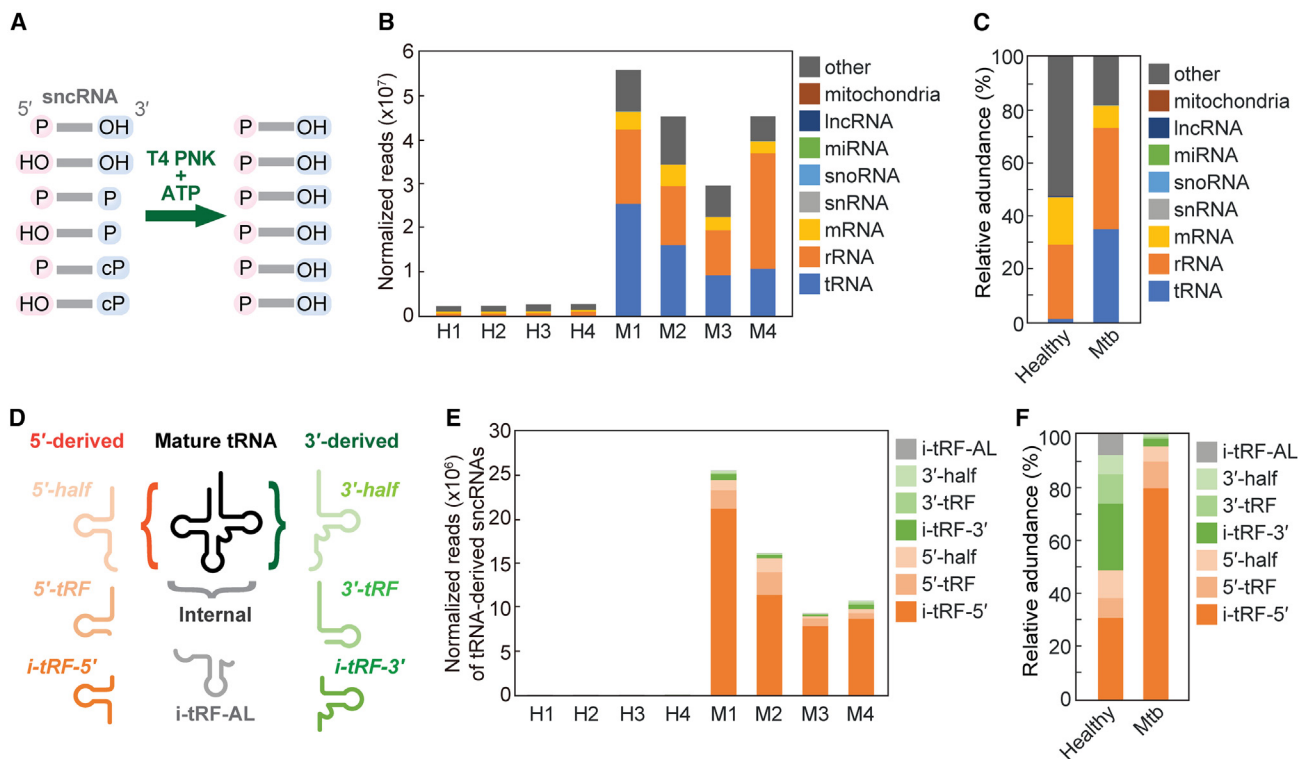 A
sncRNA
5′ 3′
P OH
HO OH
P P
HO P
P cP
HO cP
T4 PNK
+
ATP
P OH
P OH
P OH
P OH
P OH
P OH
B
Normalized reads (x10⁷)
6
5
4
3
2
1
0
H1 H2 H3 H4 M1 M2 M3 M4
other
mitochondria
lncRNA
miRNA
snoRNA
snRNA
mRNA
rRNA
tRNA
C
Relative adundance (%)
100
80
60
40
20
0
Healthy Mtb
other
mitochondria
lncRNA
miRNA
snoRNA
snRNA
mRNA
rRNA
tRNA
D
5′-derived Mature tRNA 3′-derived
5′-half 3′-half
5′-tRF Internal 3′-tRF
i-tRF-5′ i-tRF-3′
i-tRF-AL
E
Normalized reads (x10⁶)
of tRNA-derived sncRNAs
30
25
20
15
10
5
0
H1 H2 H3 H4 M1 M2 M3 M4
i-tRF-AL
3′-half
3′-tRF
i-tRF-3′
5′-half
5′-tRF
i-tRF-5′
F
Relative adundance (%)
100
80
60
40
20
0
Healthy Mtb
i-tRF-AL
3′-half
3′-tRF
i-tRF-3′
5′-half
5′-tRF
i-tRF-5′